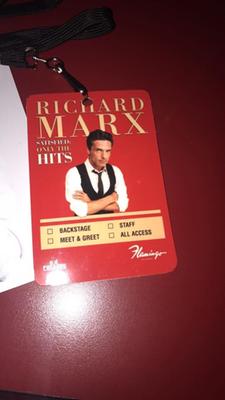 RICHARD
MARX
SATISFIED:
ONLY THE
HITS
BACKSTAGE
STAFF
MEET & GREET
ALL ACCESS
Flamingo